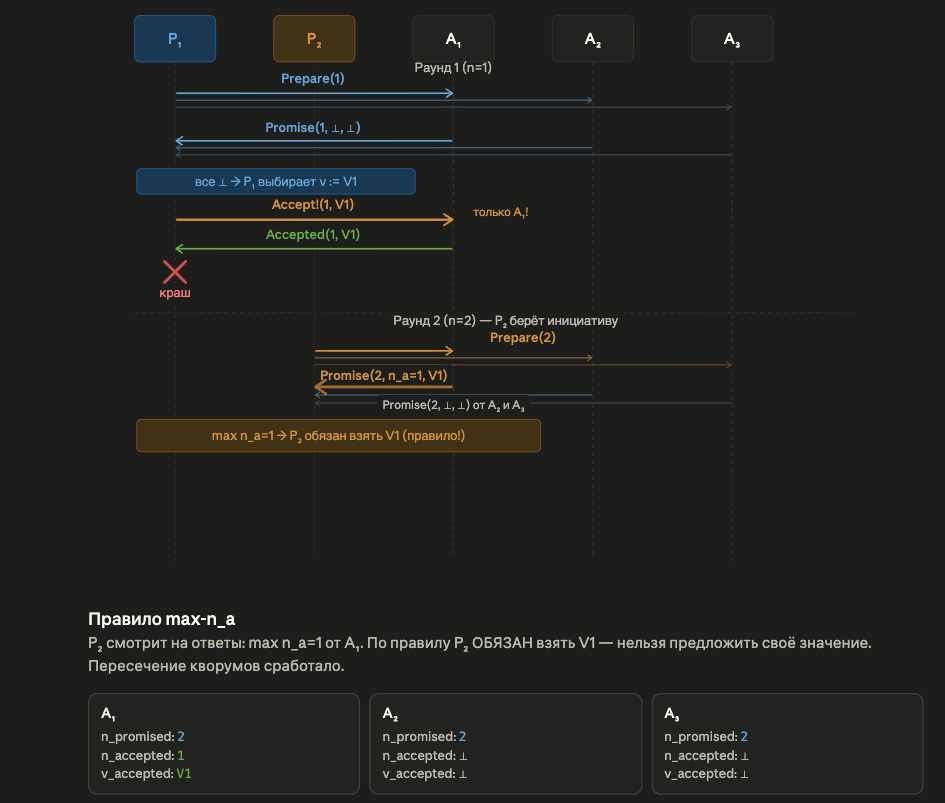 P₁
P₂
A₁
A₂
A₃
Раунд 1 (n=1)
Prepare(1)
Promise(1, ⊥, ⊥)
все ⊥ → P₁ выбирает v := V1
Accept!(1, V1)
только A₁!
Accepted(1, V1)
краш
Раунд 2 (n=2) — P₂ берёт инициативу
Prepare(2)
Promise(2, n_a=1, V1)
Promise(2, ⊥, ⊥) от A₂ и A₃
max n_a=1 → P₂ обязан взять V1 (правило!)
Правило max-n_a
P₂ смотрит на ответы: max n_a=1 от A₁. По правилу P₂ ОБЯЗАН взять V1 — нельзя предложить своё значение.
Пересечение кворумов сработало.
A₁
n_promised: 2
n_accepted: 1
v_accepted: V1
A₂
n_promised: 2
n_accepted: ⊥
v_accepted: ⊥
A₃
n_promised: 2
n_accepted: ⊥
v_accepted: ⊥